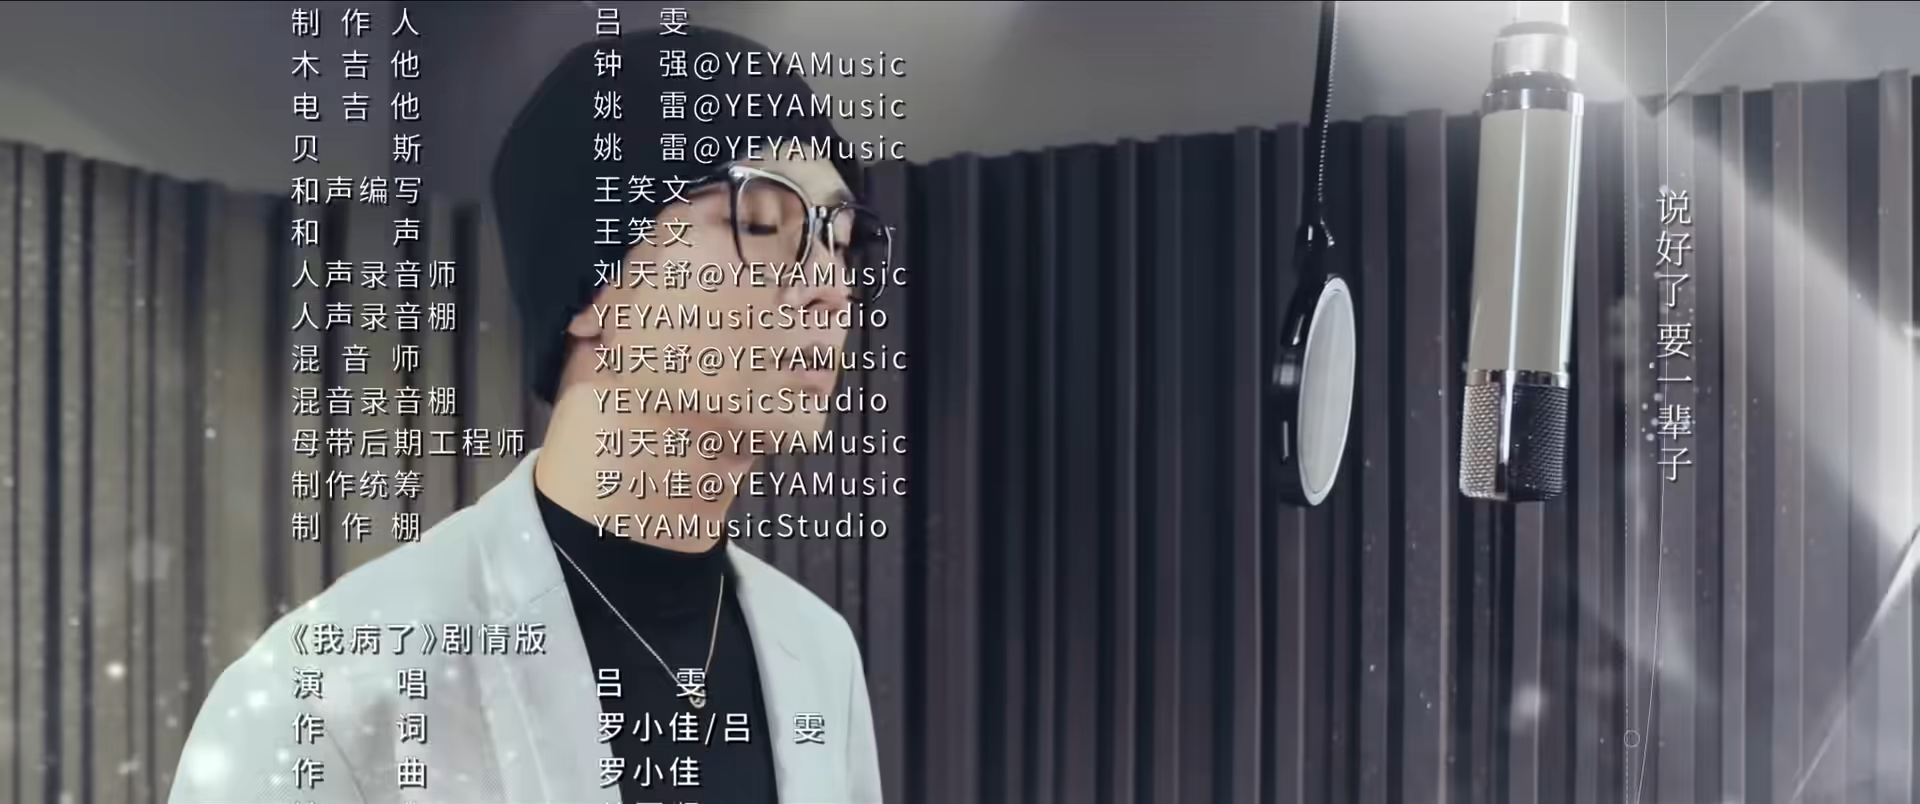 制作人 吕雯
木吉他 钟强@YEYAMusic
电吉他 姚雷@YEYAMusic
贝斯 姚雷@YEYAMusic
和声编写 王笑文
和声 王笑文
人声录音师 刘天舒@YEYAMusic
人声录音棚 YEYAMusicStudio
混音师 刘天舒@YEYAMusic
混音录音棚 YEYAMusicStudio
母带后期工程师 刘天舒@YEYAMusic
制作统筹 罗小佳@YEYAMusic
制作棚 YEYAMusicStudio
《我病了》剧情版
演唱 吕雯
作词 罗小佳/吕雯
作曲 罗小佳
说好了 要一辈子